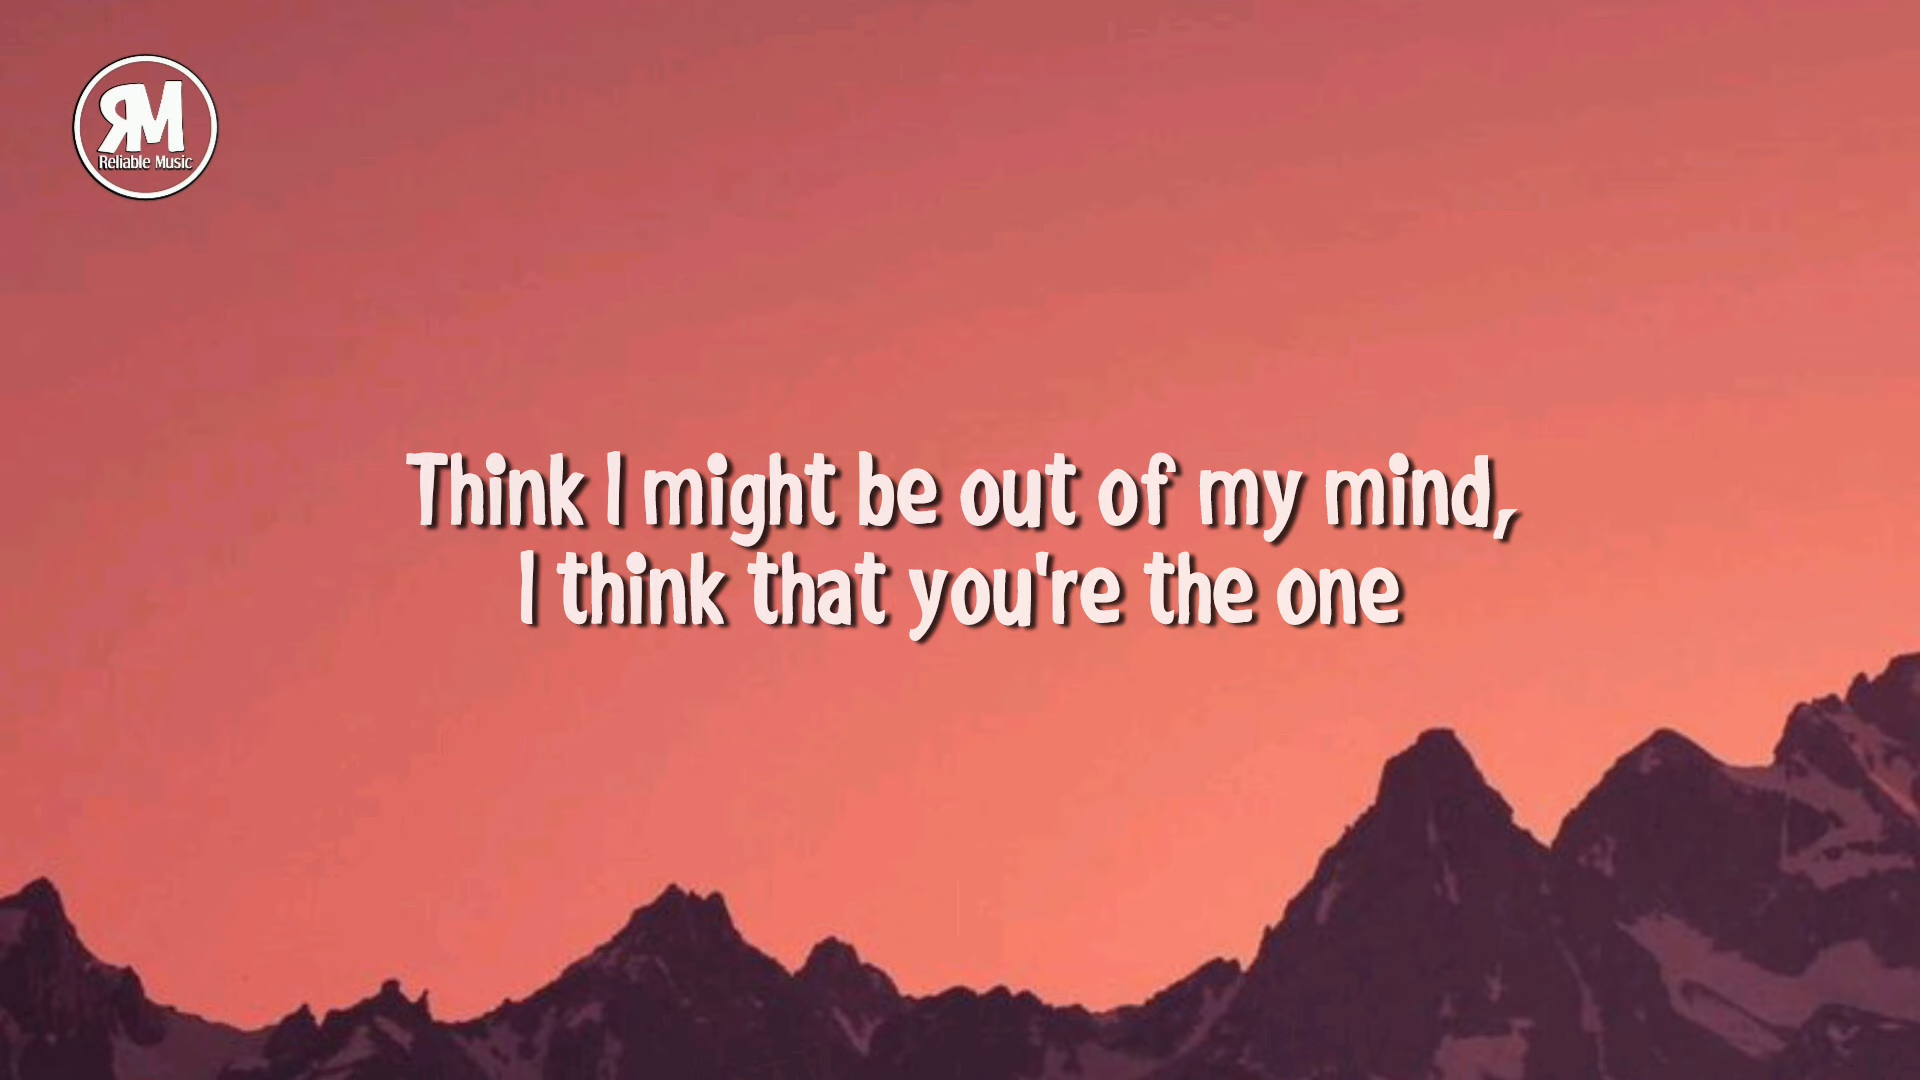 RM
Reliable Music
Think I might be out of my mind,
I think that you're the one